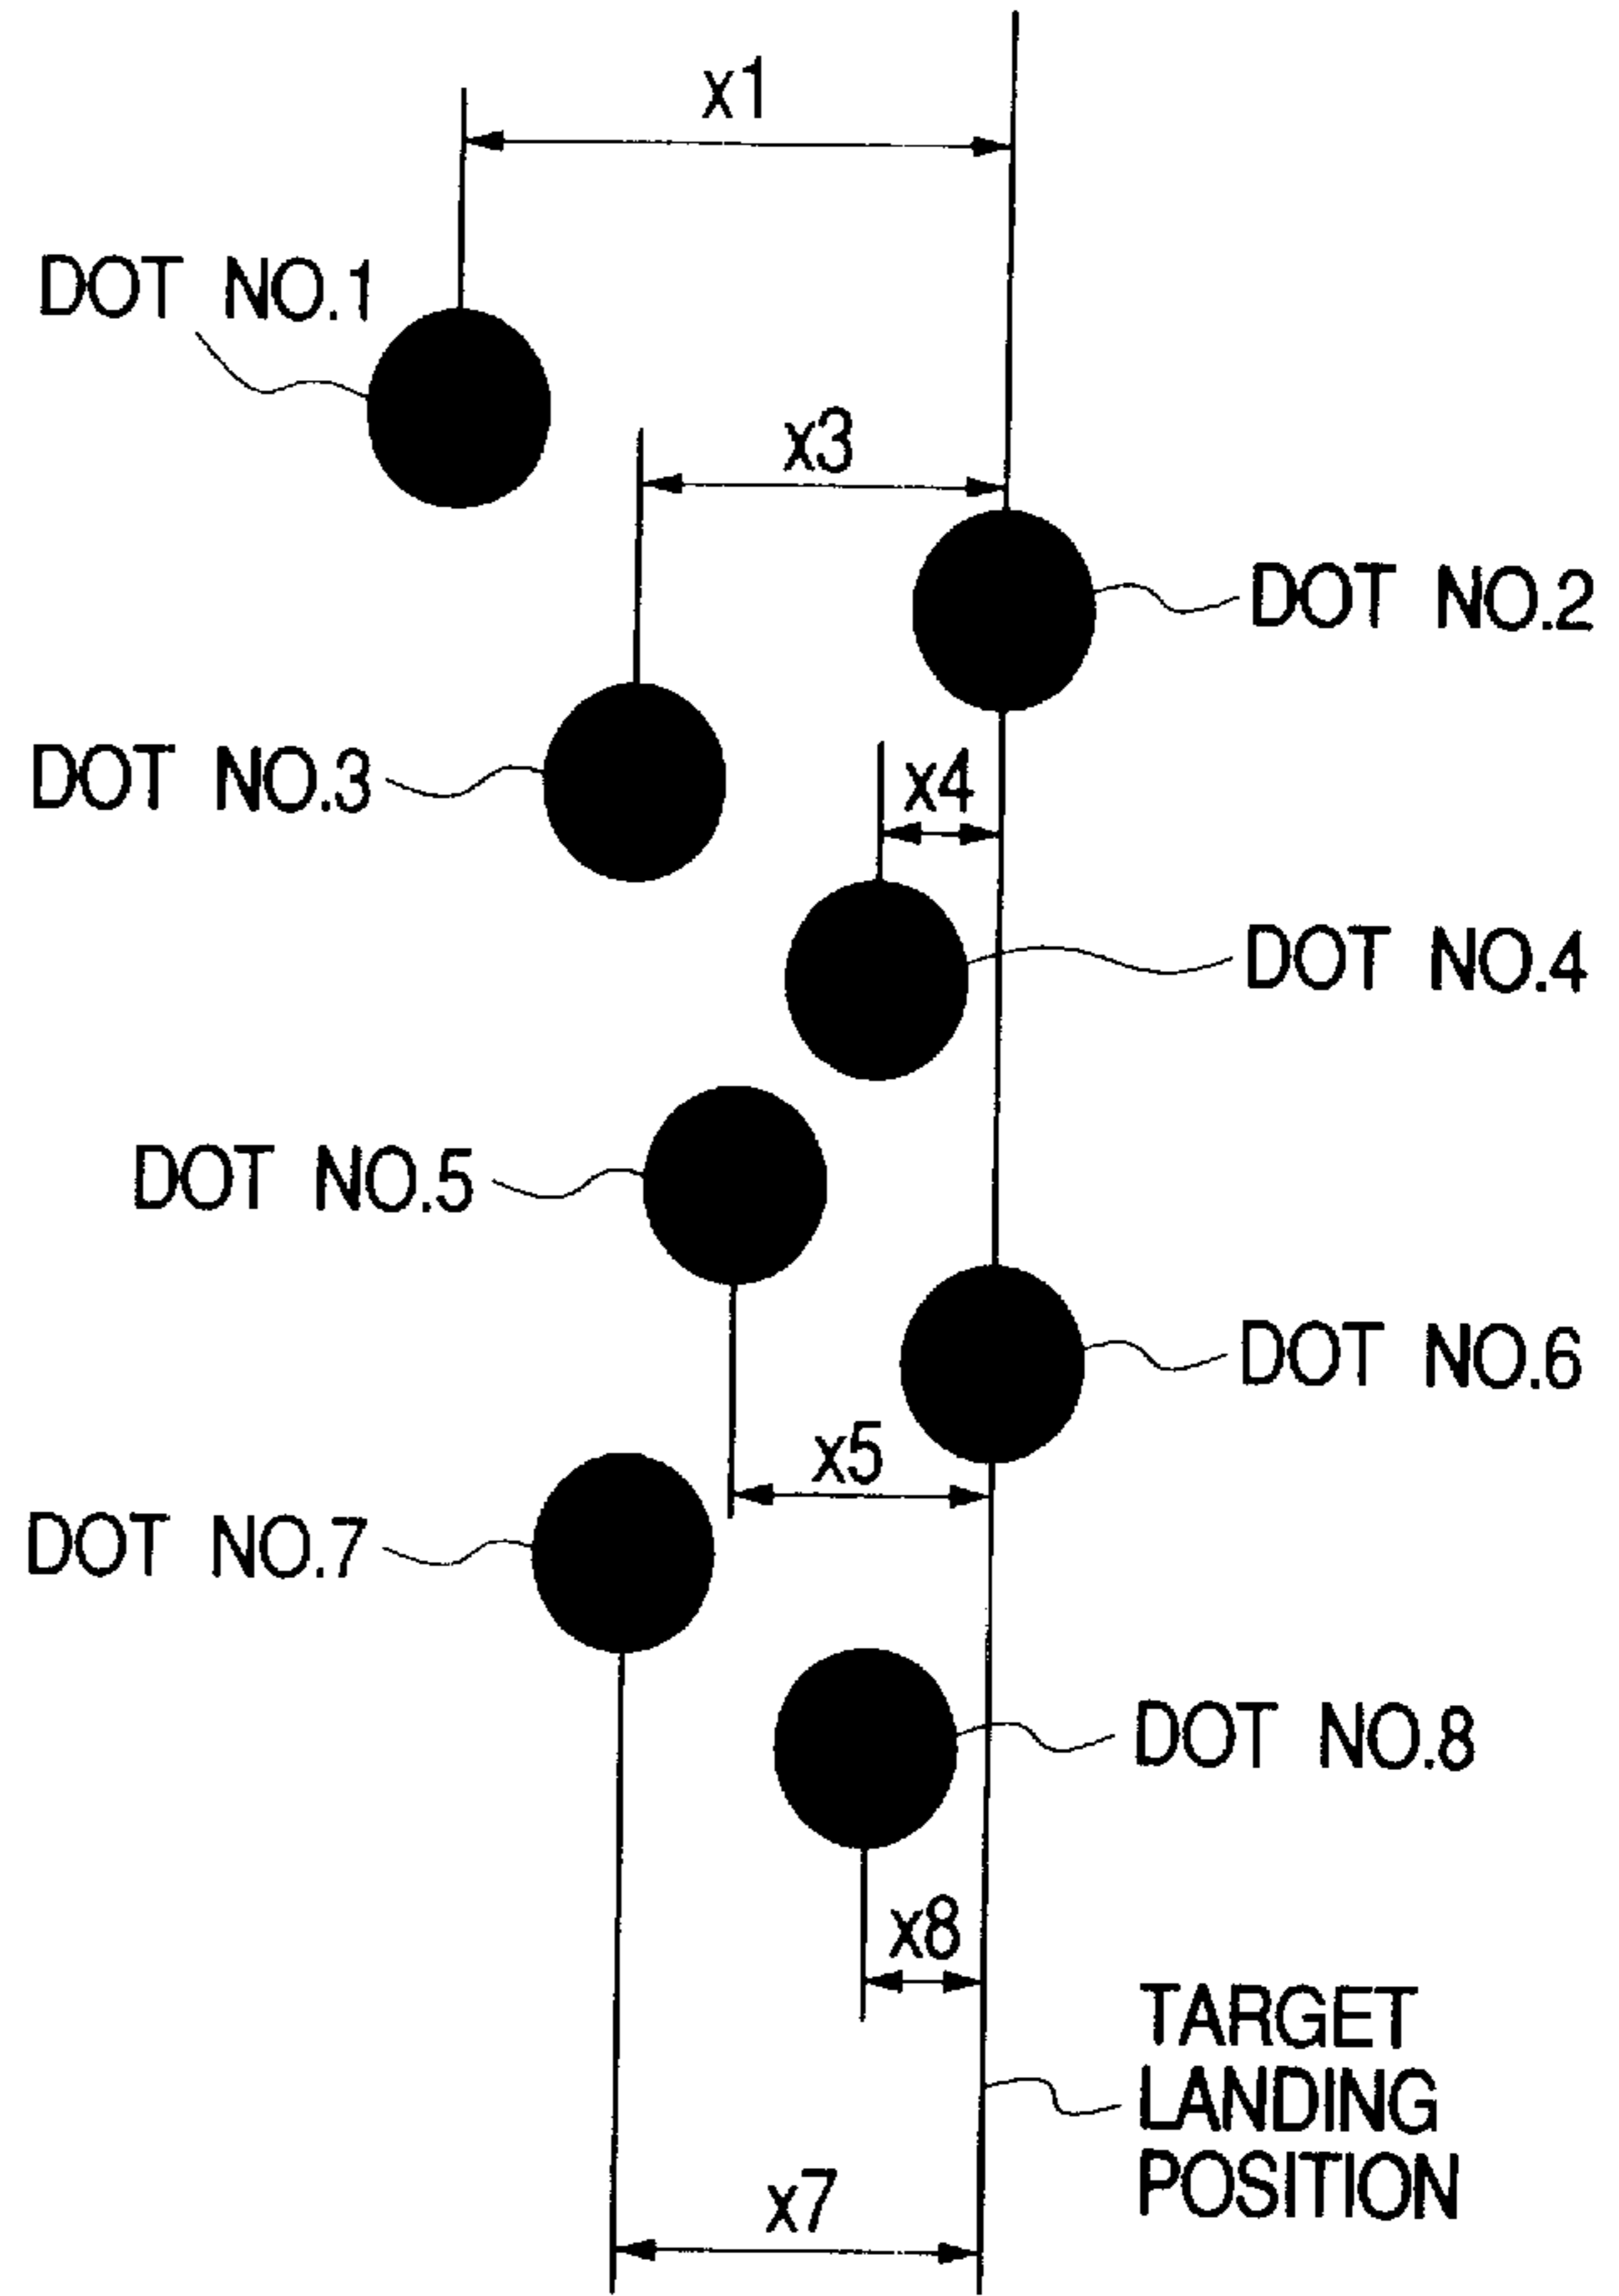 x1
DOT NO.1
x3
DOT NO.2
DOT NO.3
x4
DOT NO.4
DOT NO.5
DOT NO.6
x5
DOT NO.7
DOT NO.8
x8
TARGET
LANDING
POSITION
x7